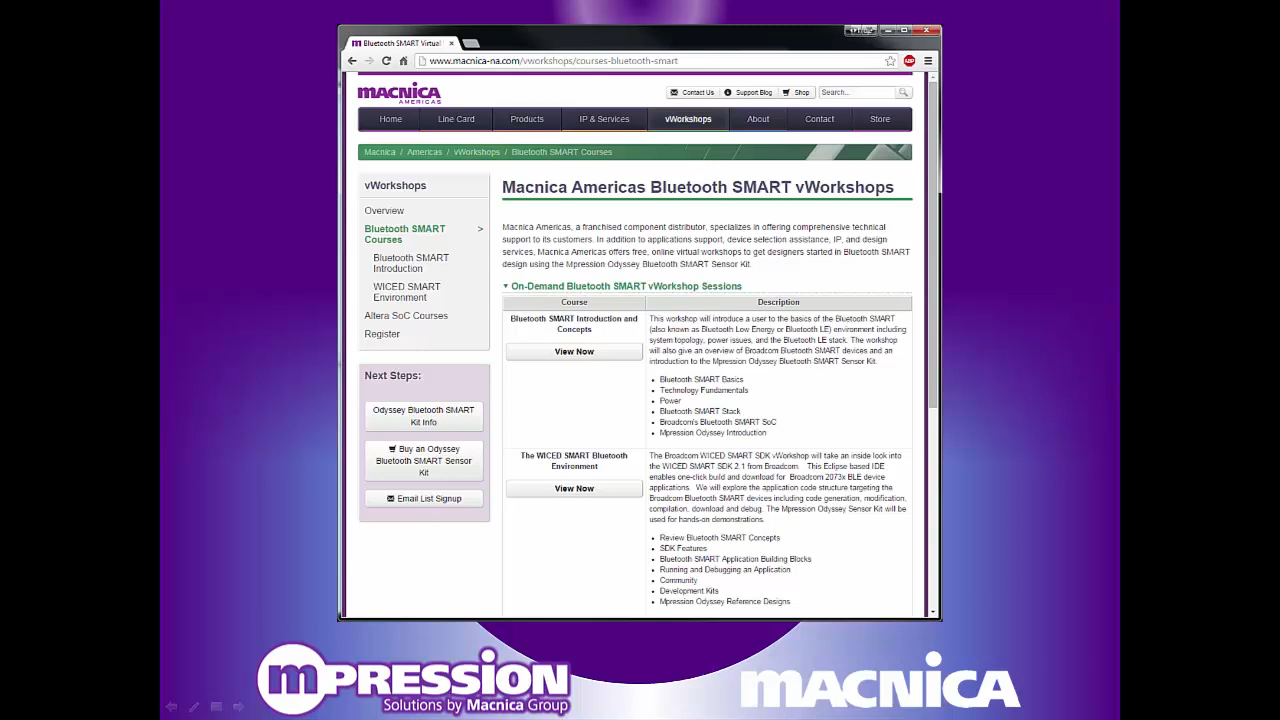 Bluetooth SMART Virtual
www.macnica-na.com/vworkshops/courses-bluetooth-smart
ABP
MACNICA
AMERICAS
Contact Us
Support Blog
Shop
Search...
Home
Line Card
Products
IP & Services
vWorkshops
About
Contact
Store
Macnica / Americas / vWorkshops / Bluetooth SMART Courses
vWorkshops
Overview
Bluetooth SMART >
Courses
Bluetooth SMART
Introduction
WICED SMART
Environment
Altera SoC Courses
Register
Next Steps:
Odyssey Bluetooth SMART
Kit Info
Buy an Odyssey
Bluetooth SMART Sensor
Kit
Email List Signup
Macnica Americas Bluetooth SMART vWorkshops
Macnica Americas, a franchised component distributor, specializes in offering comprehensive technical
support to its customers. In addition to applications support, device selection assistance, IP, and design
services, Macnica Americas offers free, online virtual workshops to get designers started in Bluetooth SMART
design using the Mpression Odyssey Bluetooth SMART Sensor Kit.
On-Demand Bluetooth SMART vWorkshop Sessions
Course
Description
Bluetooth SMART Introduction and
Concepts
View Now
This workshop will introduce a user to the basics of the Bluetooth SMART
(also known as Bluetooth Low Energy or Bluetooth LE) environment including
system topology, power issues, and the Bluetooth LE stack. The workshop
will also give an overview of Broadcom Bluetooth SMART devices and an
introduction to the Mpression Odyssey Bluetooth SMART Sensor Kit.
• Bluetooth SMART Basics
• Technology Fundamentals
• Power
• Bluetooth SMART Stack
• Broadcom's Bluetooth SMART SoC
• Mpression Odyssey Introduction
The WICED SMART Bluetooth
Environment
View Now
The Broadcom WICED SMART SDK vWorkshop will take an inside look into
the WICED SMART SDK 2.1 from Broadcom. This Eclipse based IDE
enables one-click build and download for Broadcom 2073x BLE device
applications. We will explore the application code structure targeting the
Broadcom Bluetooth SMART devices including code generation, modification,
compilation, download and debug. The Mpression Odyssey Sensor Kit will be
used for hands-on demonstrations.
• Review Bluetooth SMART Concepts
• SDK Features
• Bluetooth SMART Application Building Blocks
• Running and Debugging an Application
• Community
• Development Kits
• Mpression Odyssey Reference Designs
mPRESSION
Solutions by Macnica Group
MACNICA